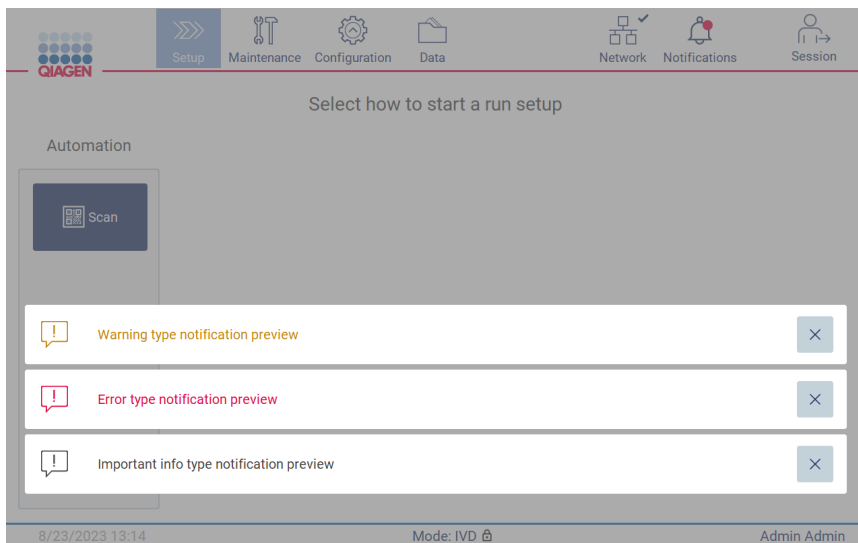 QIAGEN
Setup Maintenance Configuration Data Network Notifications Session
Select how to start a run setup
Automation
Scan
Warning type notification preview
Error type notification preview
Important info type notification preview
8/23/2023 13:14 Mode: IVD Admin Admin